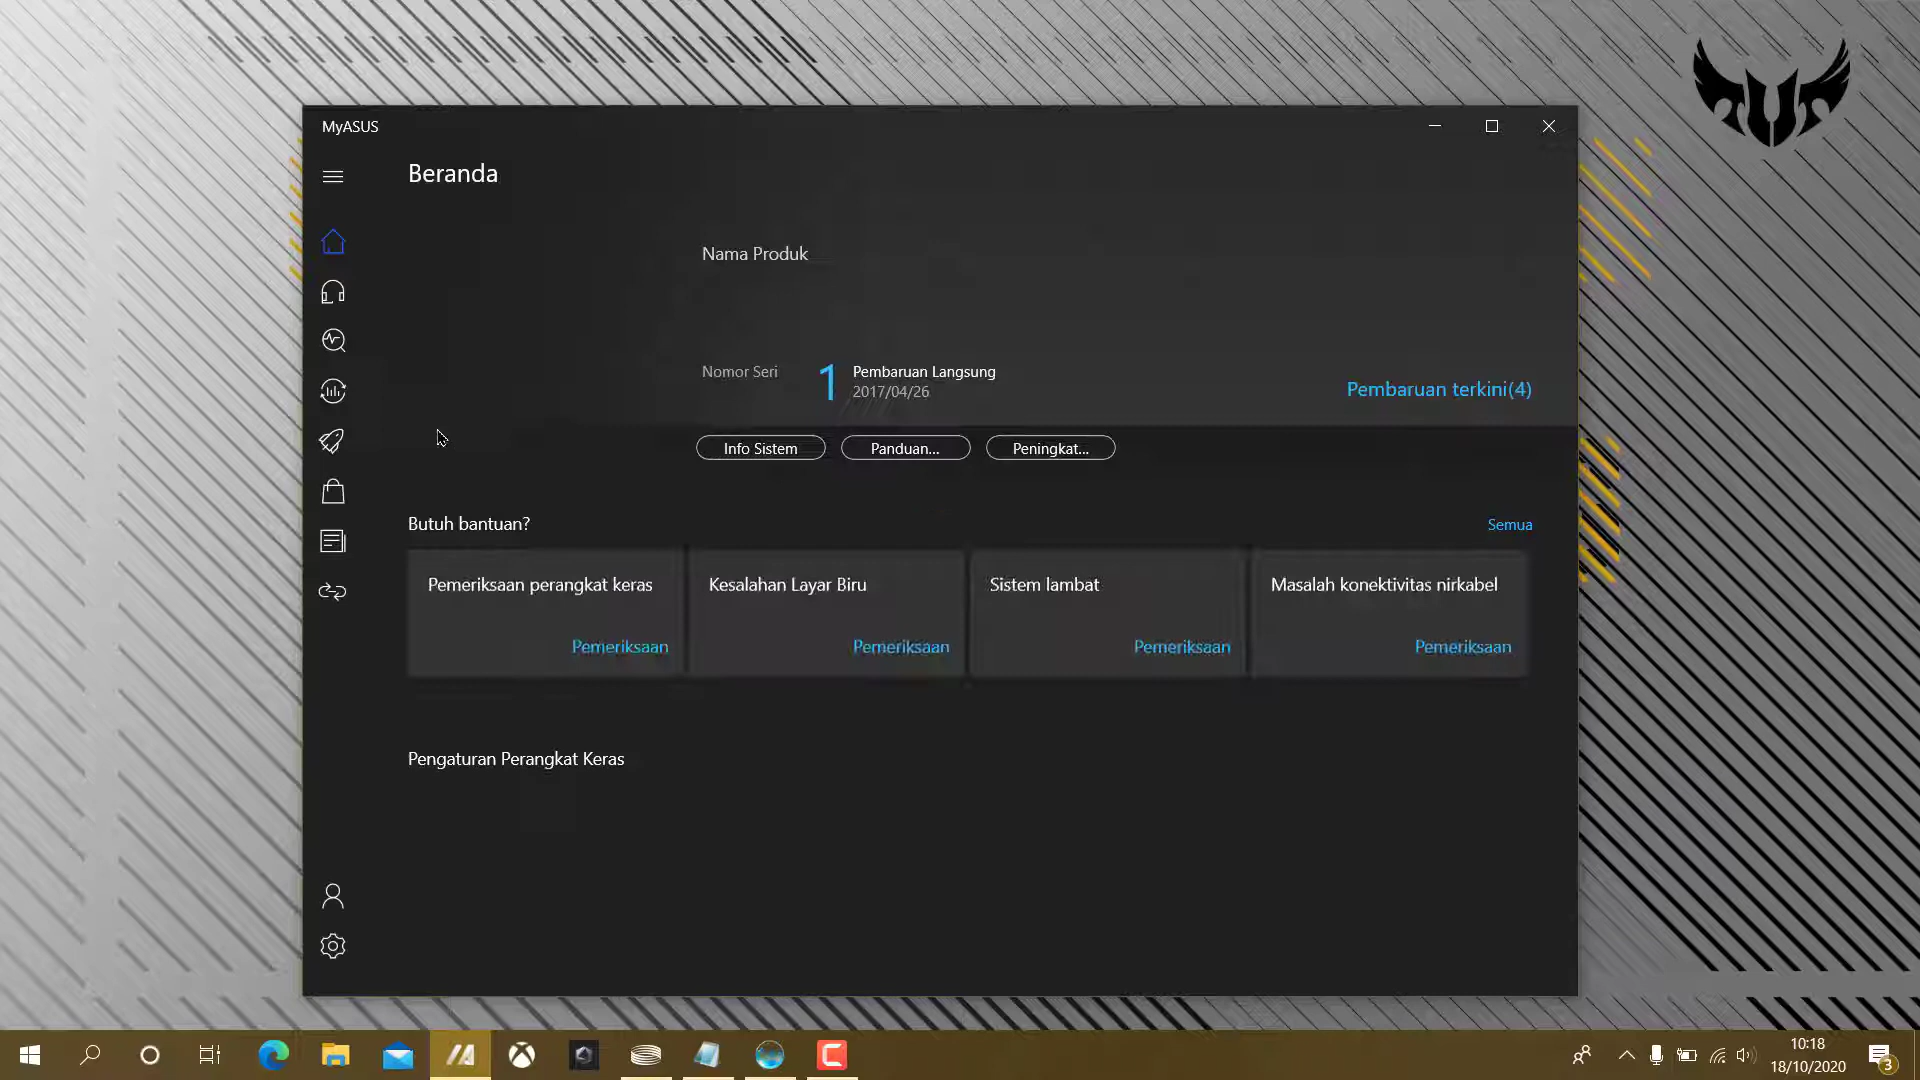 MyASUS
Beranda
Nama Produk
Nomor Seri
1
Pembaruan Langsung
2017/04/26
Pembaruan terkini(4)
Info Sistem
Panduan...
Peningkat...
Butuh bantuan?
Semua
Pemeriksaan perangkat keras
Pemeriksaan
Kesalahan Layar Biru
Pemeriksaan
Sistem lambat
Pemeriksaan
Masalah konektivitas nirkabel
Pemeriksaan
Pengaturan Perangkat Keras
10:18
18/10/2020
3